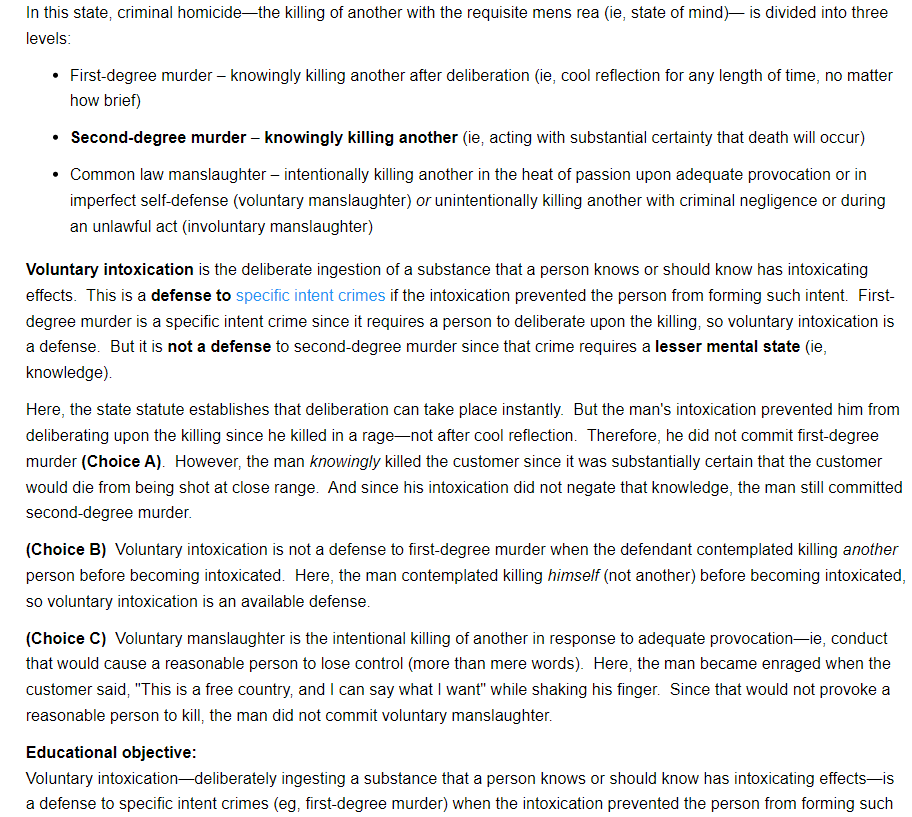 In this state, criminal homicide—the killing of another with the requisite mens rea (ie, state of mind)— is divided into three
levels:
• First-degree murder – knowingly killing another after deliberation (ie, cool reflection for any length of time, no matter
how brief)
• Second-degree murder – knowingly killing another (ie, acting with substantial certainty that death will occur)
• Common law manslaughter – intentionally killing another in the heat of passion upon adequate provocation or in
imperfect self-defense (voluntary manslaughter) or unintentionally killing another with criminal negligence or during
an unlawful act (involuntary manslaughter)
Voluntary intoxication is the deliberate ingestion of a substance that a person knows or should know has intoxicating
effects. This is a defense to specific intent crimes if the intoxication prevented the person from forming such intent. First-
degree murder is a specific intent crime since it requires a person to deliberate upon the killing, so voluntary intoxication is
a defense. But it is not a defense to second-degree murder since that crime requires a lesser mental state (ie,
knowledge).
Here, the state statute establishes that deliberation can take place instantly. But the man's intoxication prevented him from
deliberating upon the killing since he killed in a rage—not after cool reflection. Therefore, he did not commit first-degree
murder (Choice A). However, the man knowingly killed the customer since it was substantially certain that the customer
would die from being shot at close range. And since his intoxication did not negate that knowledge, the man still committed
second-degree murder.
(Choice B) Voluntary intoxication is not a defense to first-degree murder when the defendant contemplated killing another
person before becoming intoxicated. Here, the man contemplated killing himself (not another) before becoming intoxicated,
so voluntary intoxication is an available defense.
(Choice C) Voluntary manslaughter is the intentional killing of another in response to adequate provocation—ie, conduct
that would cause a reasonable person to lose control (more than mere words). Here, the man became enraged when the
customer said, "This is a free country, and I can say what I want" while shaking his finger. Since that would not provoke a
reasonable person to kill, the man did not commit voluntary manslaughter.
Educational objective:
Voluntary intoxication—deliberately ingesting a substance that a person knows or should know has intoxicating effects—is
a defense to specific intent crimes (eg, first-degree murder) when the intoxication prevented the person from forming such